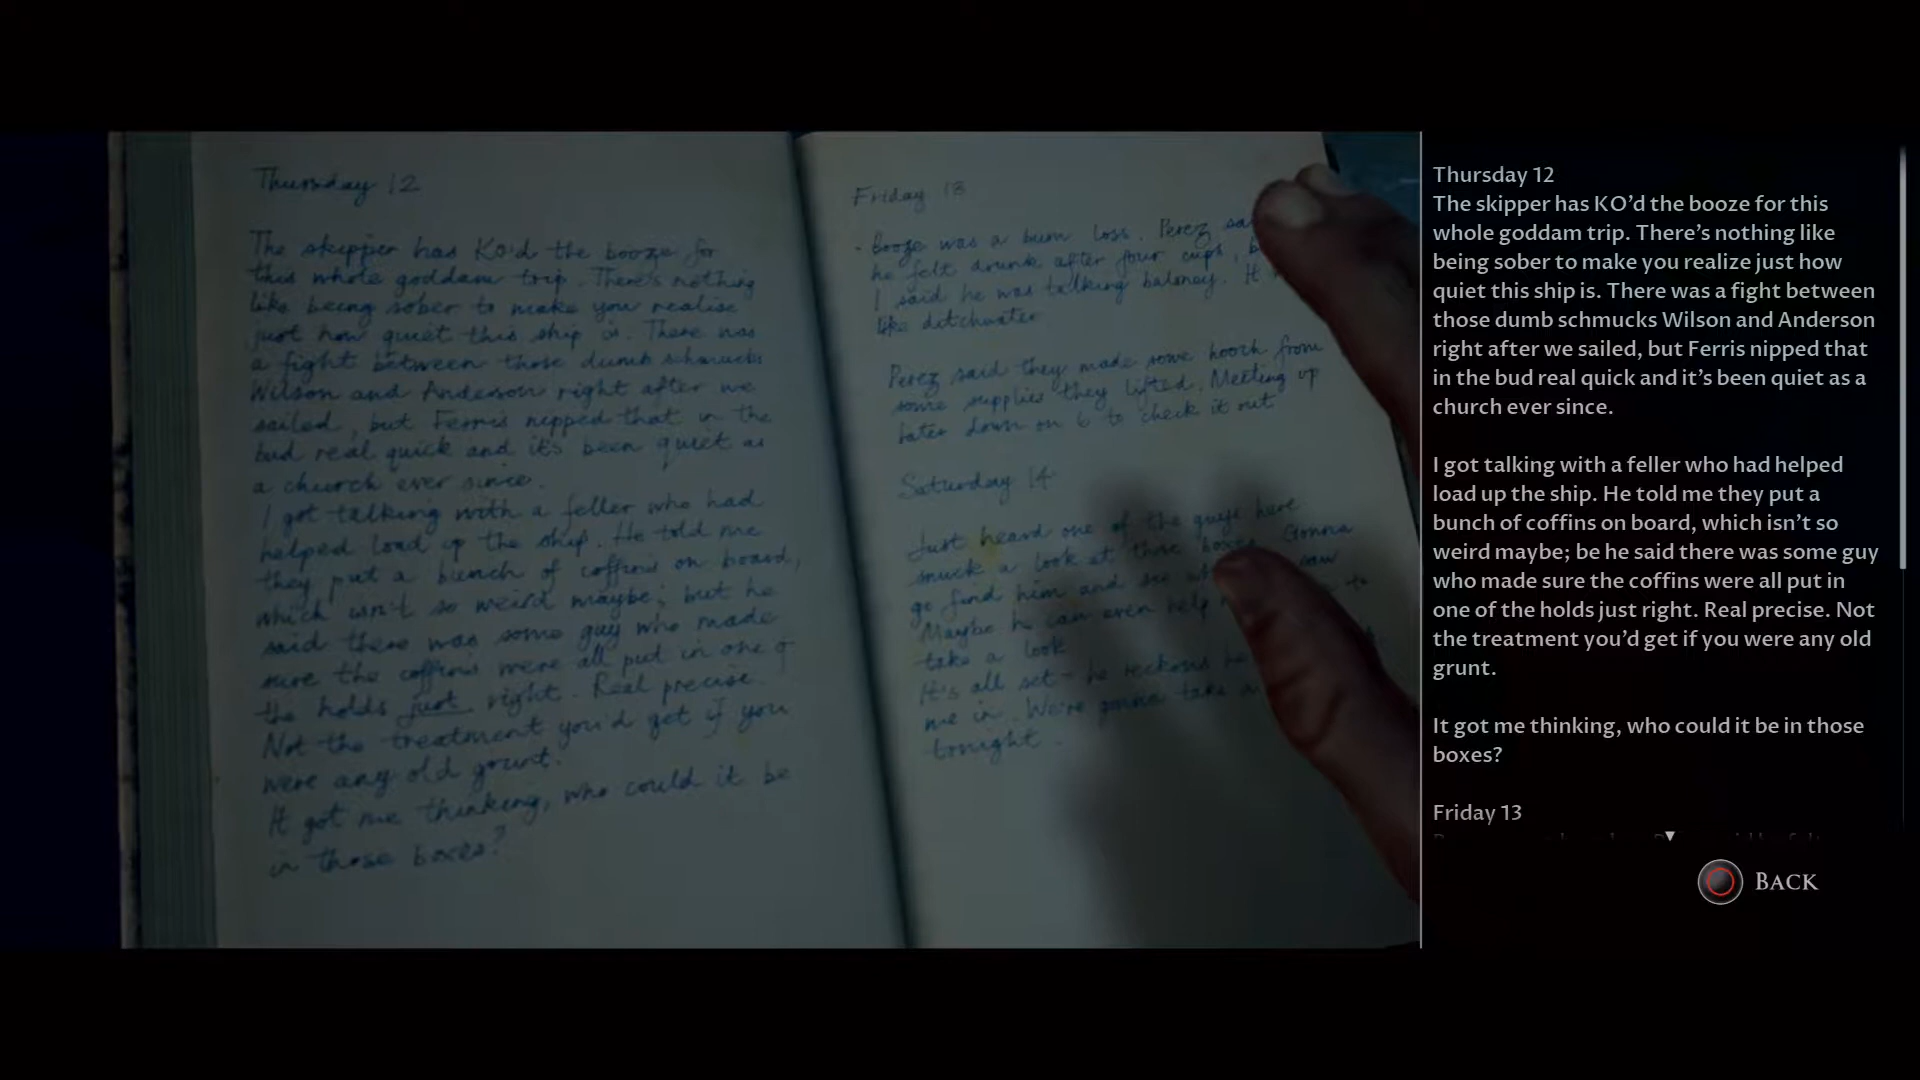 Thursday 12
The skipper has KO'd the booze for
this whole goddam trip. There's nothing
like being sober to make you realise
just how quiet this ship is. There was
a fight between those dumb schmucks
Wilson and Anderson right after we
sailed, but Ferris nipped that in the
bud real quick and it's been quiet as
a church ever since.
I got talking with a feller who had
helped load up the ship. He told me
they put a bunch of coffins on board,
which isn't so weird maybe; but he
said there was some guy who made
sure the coffins were all put in one of
the holds just right. Real precise.
Not the treatment you'd get if you
were any old grunt.
It got me thinking, who could it be
in those boxes?
Friday 13
- Booze was a bum loss. Perez
he felt drunk after four cups,
I said he was talking baloney. It
like ditchwater
Perez said they made some hooch from
some supplies they lifted. Meeting up
later down on 6 to check it out
Saturday 14
Just heard one of the guys here
snuck a look at those boxes. Gonna
go find him and see saw
Maybe he can even help to
take a look
It's all set - he reckons he
me in. We're gonna take a
tonight.
Thursday 12
The skipper has KO'd the booze for this
whole goddam trip. There's nothing like
being sober to make you realize just how
quiet this ship is. There was a fight between
those dumb schmucks Wilson and Anderson
right after we sailed, but Ferris nipped that
in the bud real quick and it's been quiet as a
church ever since.
I got talking with a feller who had helped
load up the ship. He told me they put a
bunch of coffins on board, which isn't so
weird maybe; be he said there was some guy
who made sure the coffins were all put in
one of the holds just right. Real precise. Not
the treatment you'd get if you were any old
grunt.
It got me thinking, who could it be in those
boxes?
Friday 13
BACK